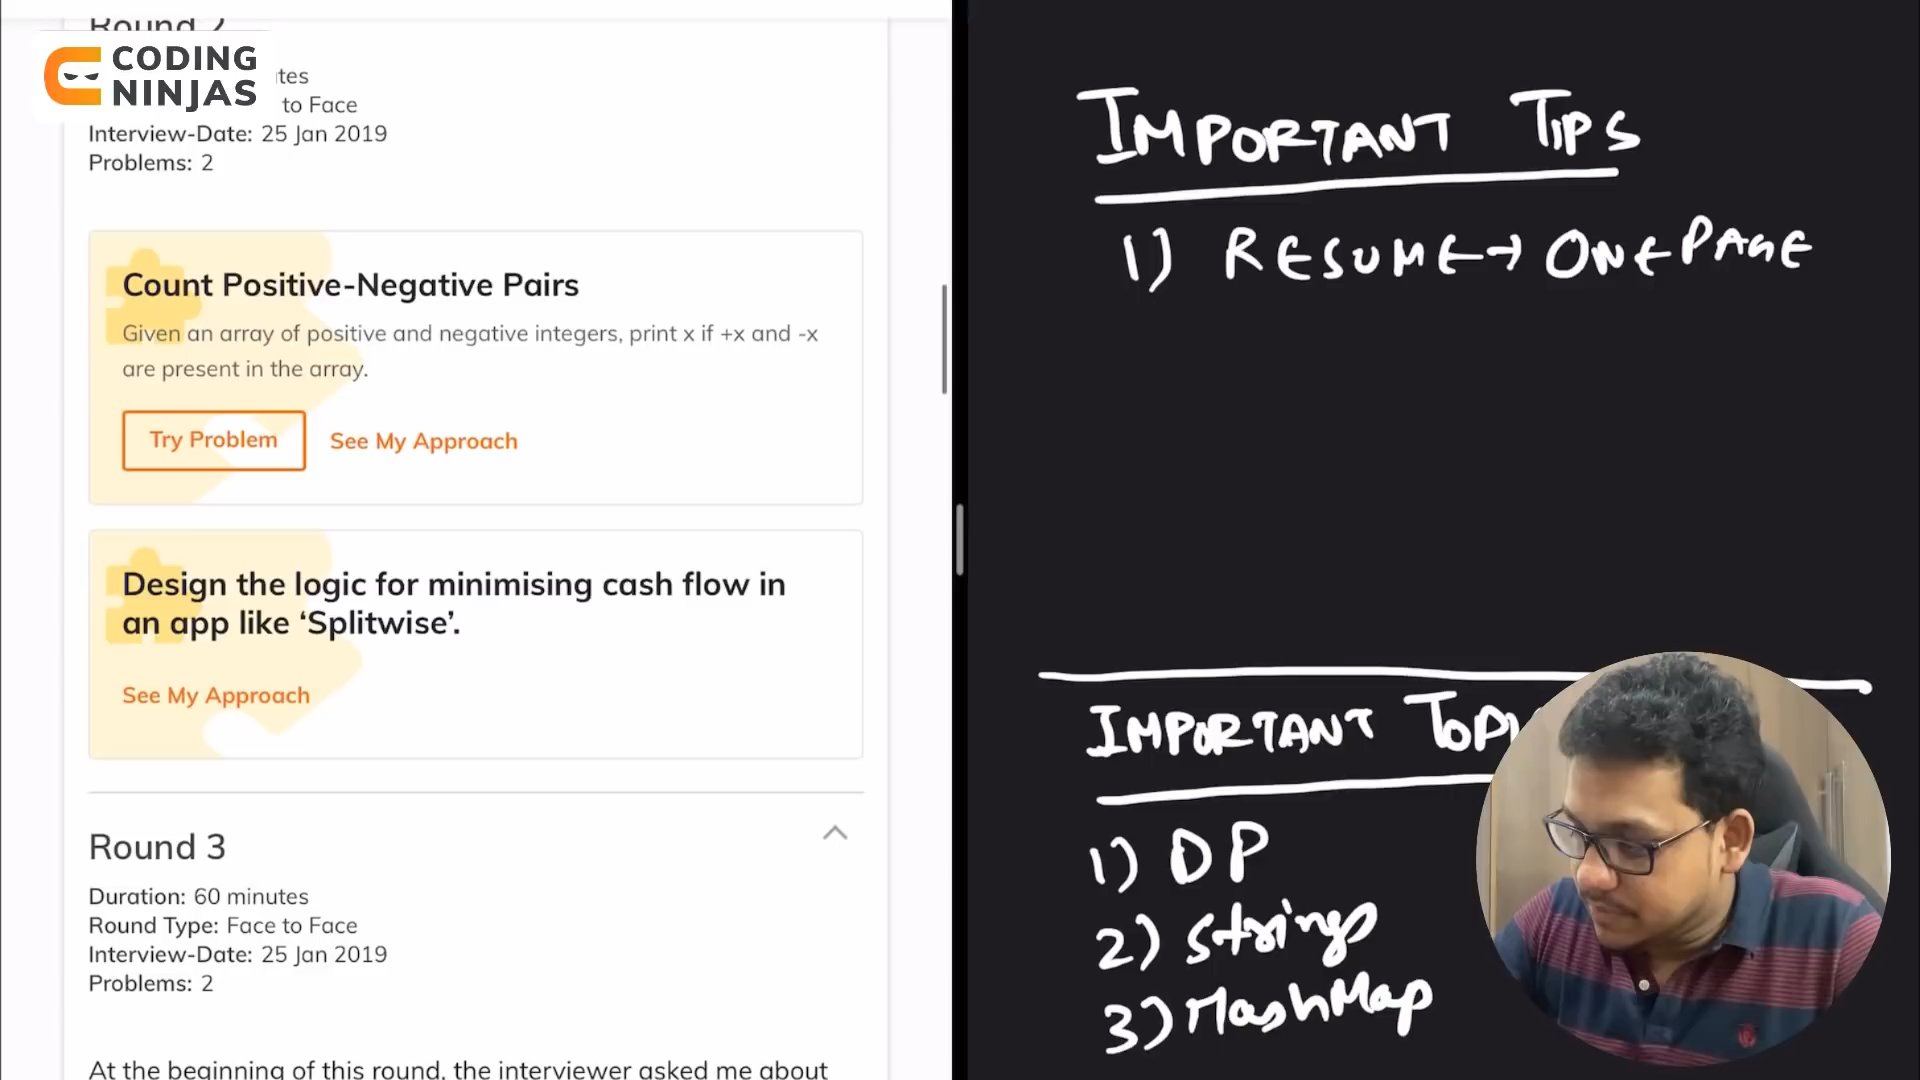 Round 2
CODING
NINJAS
tes
to Face
Interview-Date: 25 Jan 2019
Problems: 2
Count Positive-Negative Pairs
Given an array of positive and negative integers, print x if +x and -x
are present in the array.
Try Problem
See My Approach
Design the logic for minimising cash flow in
an app like ‘Splitwise’.
See My Approach
Round 3
Duration: 60 minutes
Round Type: Face to Face
Interview-Date: 25 Jan 2019
Problems: 2
At the beginning of this round, the interviewer asked me about
IMPORTANT TIPS
1) RESUME → ONE PAGE
IMPORTANT TOPI
1) DP
2) Strings
3) HashMap